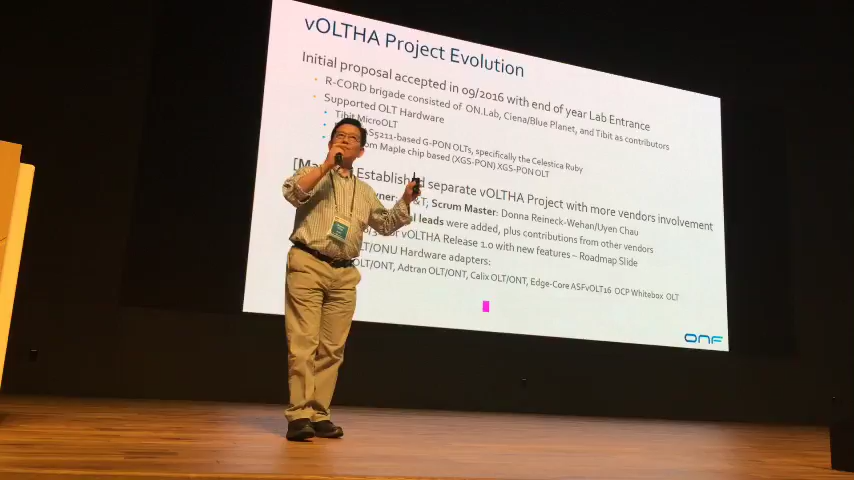 vOLTHA Project Evolution
Initial proposal accepted in 09/2016 with end of year Lab Entrance
R-CORD brigade consisted of ON.Lab, Ciena/Blue Planet, and Tibit as contributors
Supported OLT Hardware
Tibit MicroOLT
S5211-based G-PON OLTs, specifically the Celestica Ruby
Maple chip based (XGS-PON) XGS-PON OLT
Established separate vOLTHA Project with more vendors involvement
Scrum Master: Donna Reineck-Wehan/Uyen Chau
leads were added, plus contributions from other vendors
vOLTHA Release 1.0 with new features – Roadmap Slide
OLT/ONU Hardware adapters:
OLT/ONT, Adtran OLT/ONT, Calix OLT/ONT, Edge-Core ASFvOLT16 OCP Whitebox OLT
ONF